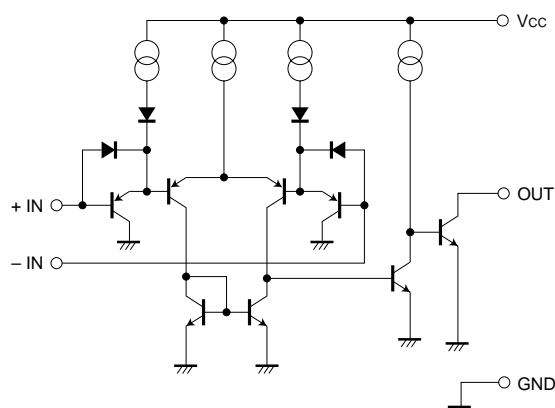 Vcc
+ IN
OUT
– IN
GND